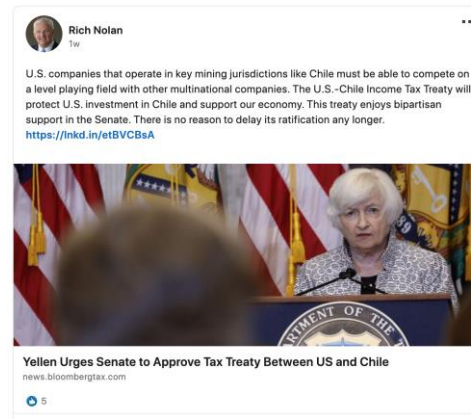 Rich Nolan
1w
U.S. companies that operate in key mining jurisdictions like Chile must be able to compete on
a level playing field with other multinational companies. The U.S.-Chile Income Tax Treaty will
protect U.S. investment in Chile and support our economy. This treaty enjoys bipartisan
support in the Senate. There is no reason to delay its ratification any longer.
https://lnkd.in/etBVCBsA
DEPARTMENT OF THE
Yellen Urges Senate to Approve Tax Treaty Between US and Chile
news.bloombergtax.com
5